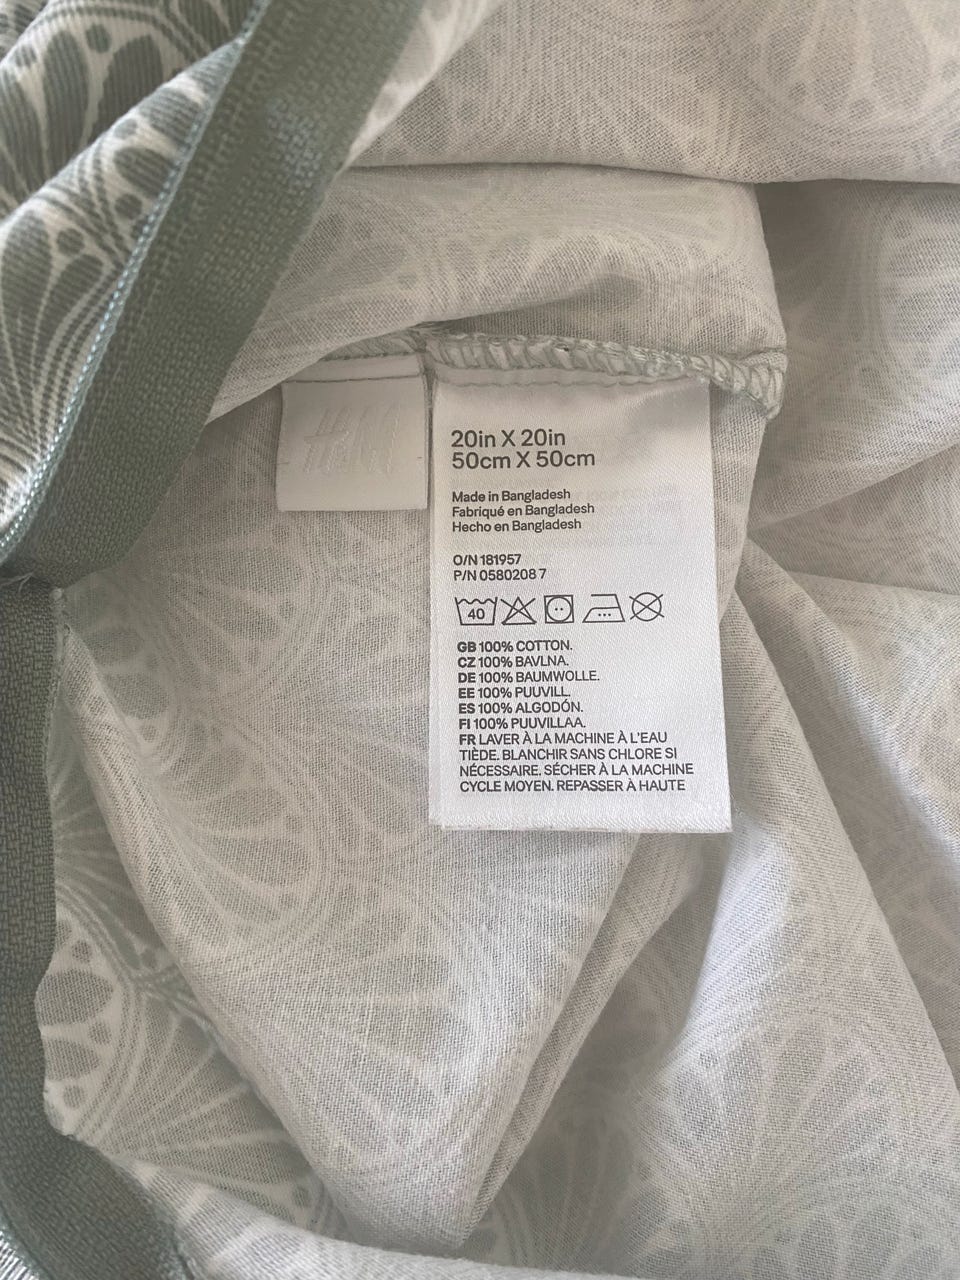 H&M
20in X 20in
50cm X 50cm
Made in Bangladesh
Fabriqué en Bangladesh
Hecho en Bangladesh
O/N 181957
P/N 0580208 7
40
GB 100% COTTON.
CZ 100% BAVLNA.
DE 100% BAUMWOLLE.
EE 100% PUUVILL.
ES 100% ALGODÓN.
FI 100% PUUVILLAA.
FR LAVER À LA MACHINE À L'EAU
TIÈDE. BLANCHIR SANS CHLORE SI
NÉCESSAIRE. SÉCHER À LA MACHINE
CYCLE MOYEN. REPASSER À HAUTE